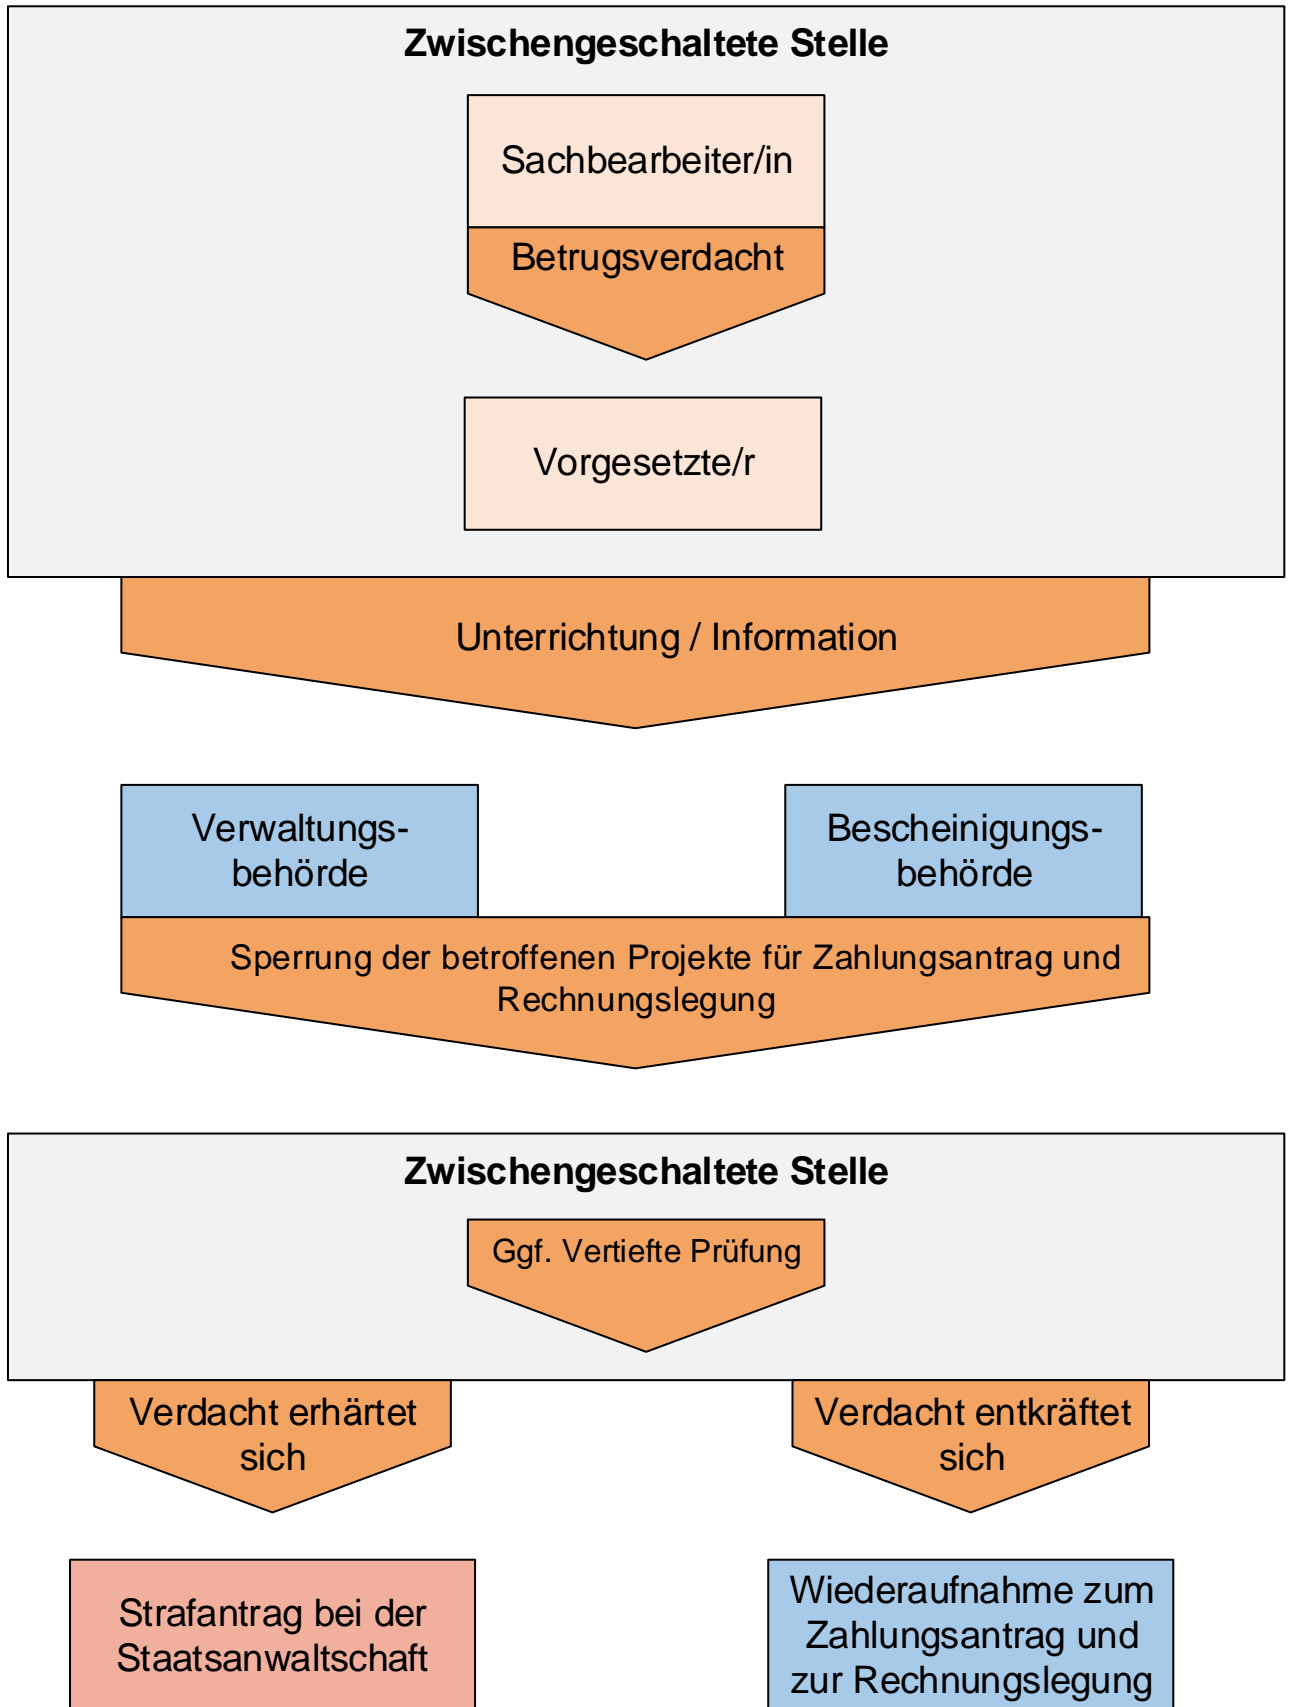 Zwischengeschaltete Stelle
Sachbearbeiter/in
Betrugsverdacht
Vorgesetzte/r
Unterrichtung / Information
Verwaltungs-
behörde
Bescheinigungs-
behörde
Sperrung der betroffenen Projekte für Zahlungsantrag und
Rechnungslegung
Zwischengeschaltete Stelle
Ggf. Vertiefte Prüfung
Verdacht erhärtet
sich
Verdacht entkräftet
sich
Strafantrag bei der
Staatsanwaltschaft
Wiederaufnahme zum
Zahlungsantrag und
zur Rechnungslegung